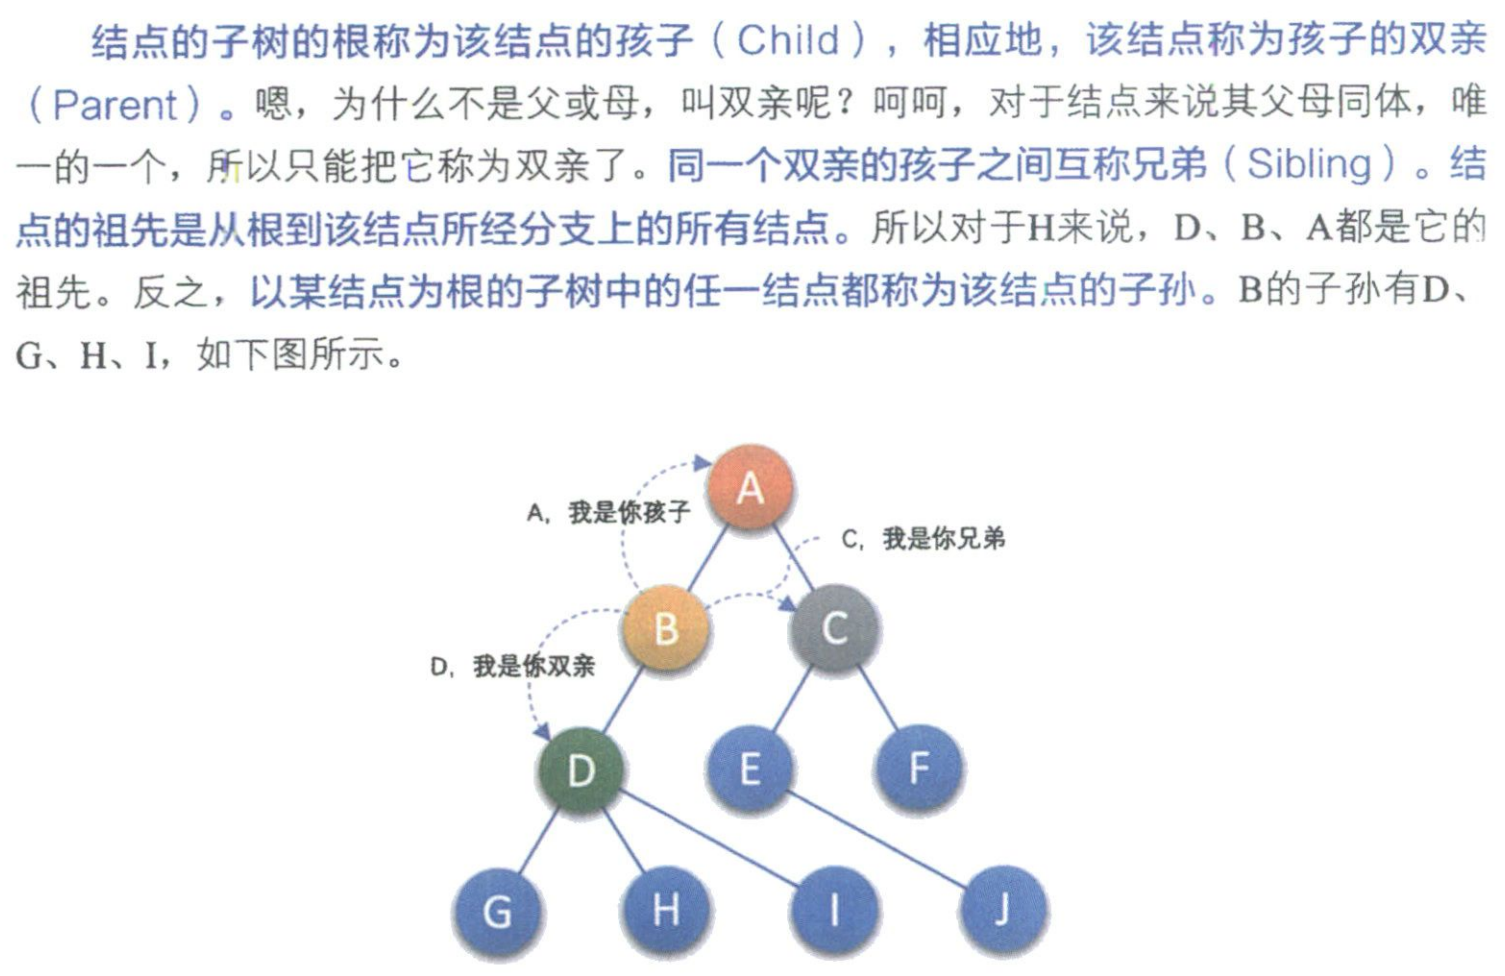 结点的子树的根称为该结点的孩子（Child），相应地，该结点称为孩子的双亲
（Parent）。嗯，为什么不是父或母，叫双亲呢？呵呵，对于结点来说其父母同体，唯
一的一个，所以只能把它称为双亲了。同一个双亲的孩子之间互称兄弟（Sibling）。结
点的祖先是从根到该结点所经分支上的所有结点。所以对于H来说，D、B、A都是它的
祖先。反之，以某结点为根的子树中的任一结点都称为该结点的子孙。B的子孙有D、
G、H、I，如下图所示。
A
A，我是你孩子
C，我是你兄弟
B
C
D，我是你双亲
D
E
F
G
H
I
J